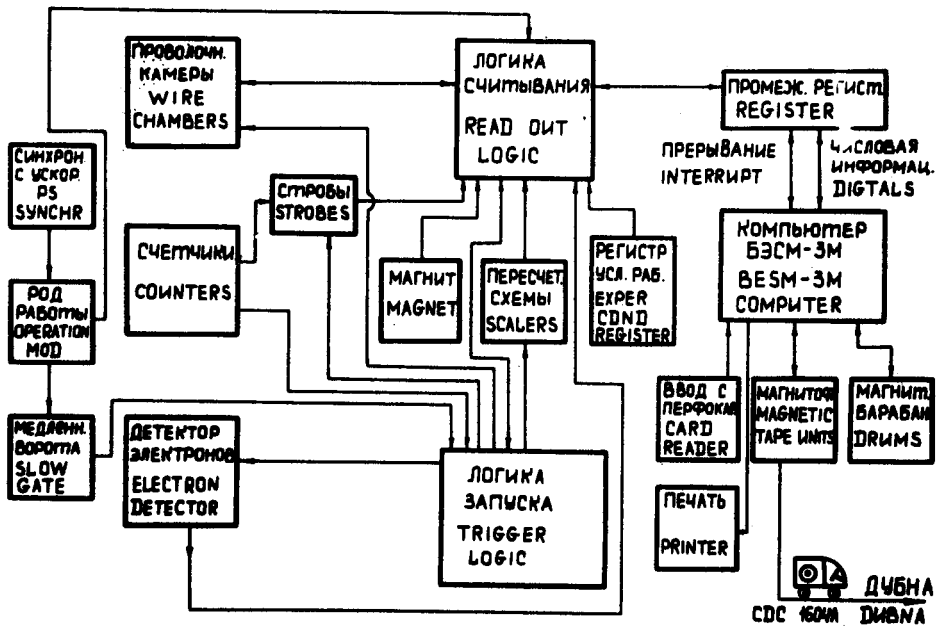 ПРОВОЛОЧН.
КАМЕРЫ
WIRE
CHAMBERS
ЛОГИКА
СЧИТЫВАНИЯ
READ OUT
LOGIC
ПРОМЕЖ. РЕГИСТ.
REGISTER
ПРЕРЫВАНИЕ
INTERRUPT
ЧИСЛОВАЯ
ИНФОРМАЦ.
DIGTALS
СИНХРОН
С УСКОР.
PS
SYNCHR
СТРОБЫ
STROBES
СЧЕТЧИКИ
COUNTERS
МАГНИТ
MAGNET
ПЕРЕСЧЕТ.
СХЕМЫ
SCALERS
РЕГИСТР
УСЛ. РАБ.
EXPER
COND
REGISTER
КОМПЬЮТЕР
БЭСМ-3М
BESM-3M
COMPUTER
РОД
РАБОТЫ
OPERATION
MOD
МЕДЛЕНН.
ВОРОТА
SLOW
GATE
ДЕТЕКТОР
ЭЛЕКТРОНОВ
ELECTRON
DETECTOR
ЛОГИКА
ЗАПУСКА
TRIGGER
LOGIC
ВВОД С
ПЕРФОКАР
CARD
READER
МАГНИТОФ
MAGNETIC
TAPE UNITS
МАГНИТ.
БАРАБАН
DRUMS
ПЕЧАТЬ
PRINTER
ДУБНА
CDC 1604A DUBNA